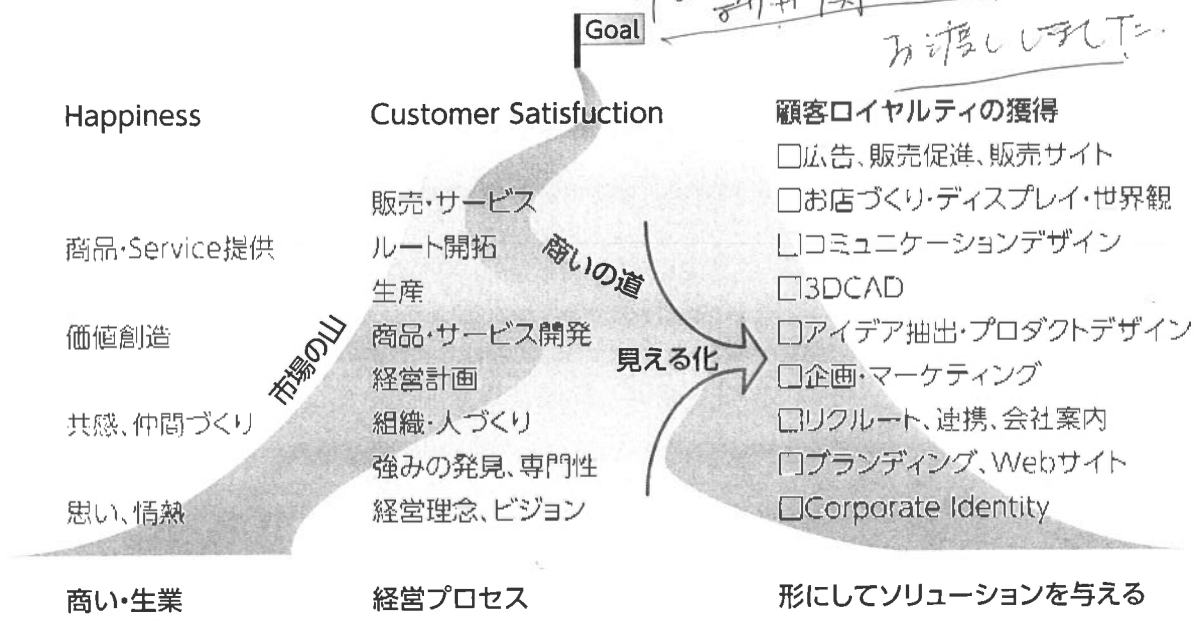 Goal
お渡ししました.
Happiness
商品・Service提供
価値創造
共感、仲間づくり
思い、情熱
商い・生業
市場の山
Customer Satisfuction
販売・サービス
ルート開拓
生産
商品・サービス開発
経営計画
組織・人づくり
強みの発見、専門性
経営理念、ビジョン
経営プロセス
商いの道
見える化
顧客ロイヤルティの獲得
□広告、販売促進、販売サイト
□お店づくり・ディスプレイ・世界観
□コミュニケーションデザイン
□3DCAD
□アイデア抽出・プロダクトデザイン
□企画・マーケティング
□リクルート、連携、会社案内
□ブランディング、Webサイト
□Corporate Identity
形にしてソリューションを与える